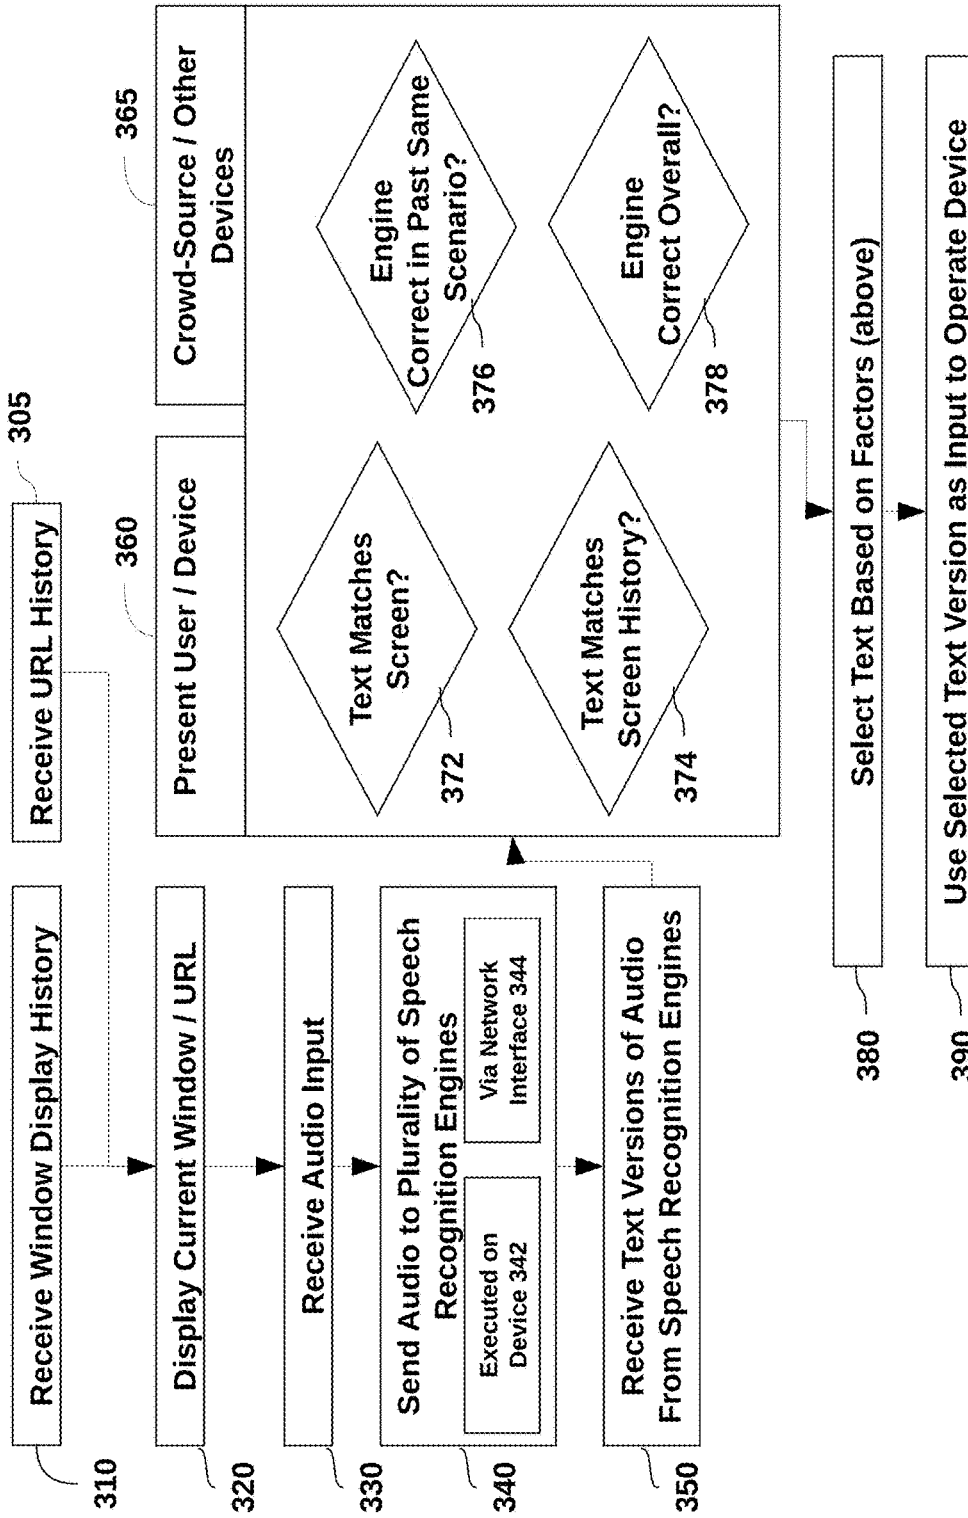 310
Receive Window Display History
Receive URL History
305
320
Display Current Window / URL
330
Receive Audio Input
340
Send Audio to Plurality of Speech
Recognition Engines
Executed on
Device 342
Via Network
Interface 344
350
Receive Text Versions of Audio
From Speech Recognition Engines
360
Present User / Device
365
Crowd-Source / Other
Devices
372
Text Matches
Screen?
376
Engine
Correct in Past Same
Scenario?
374
Text Matches
Screen History?
378
Engine
Correct Overall?
380
Select Text Based on Factors (above)
390
Use Selected Text Version as Input to Operate Device